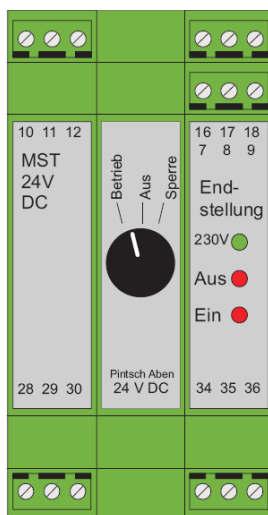 10 11 12
MST
24V
DC
28 29 30
Betrieb
Aus
Sperre
Pintsch Aben
24 V DC
16 17 18
7 8 9
End-
stellung
230V
Aus
Ein
34 35 36